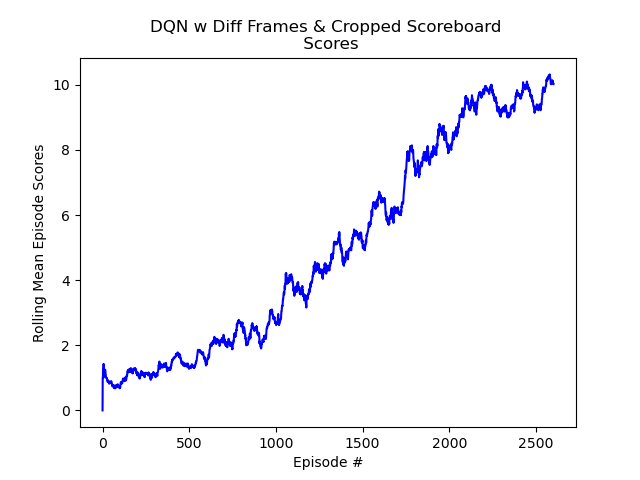 DQN w Diff Frames & Cropped Scoreboard
Scores
10
8
6
4
2
0
Rolling Mean Episode Scores
0 500 1000 1500 2000 2500
Episode #